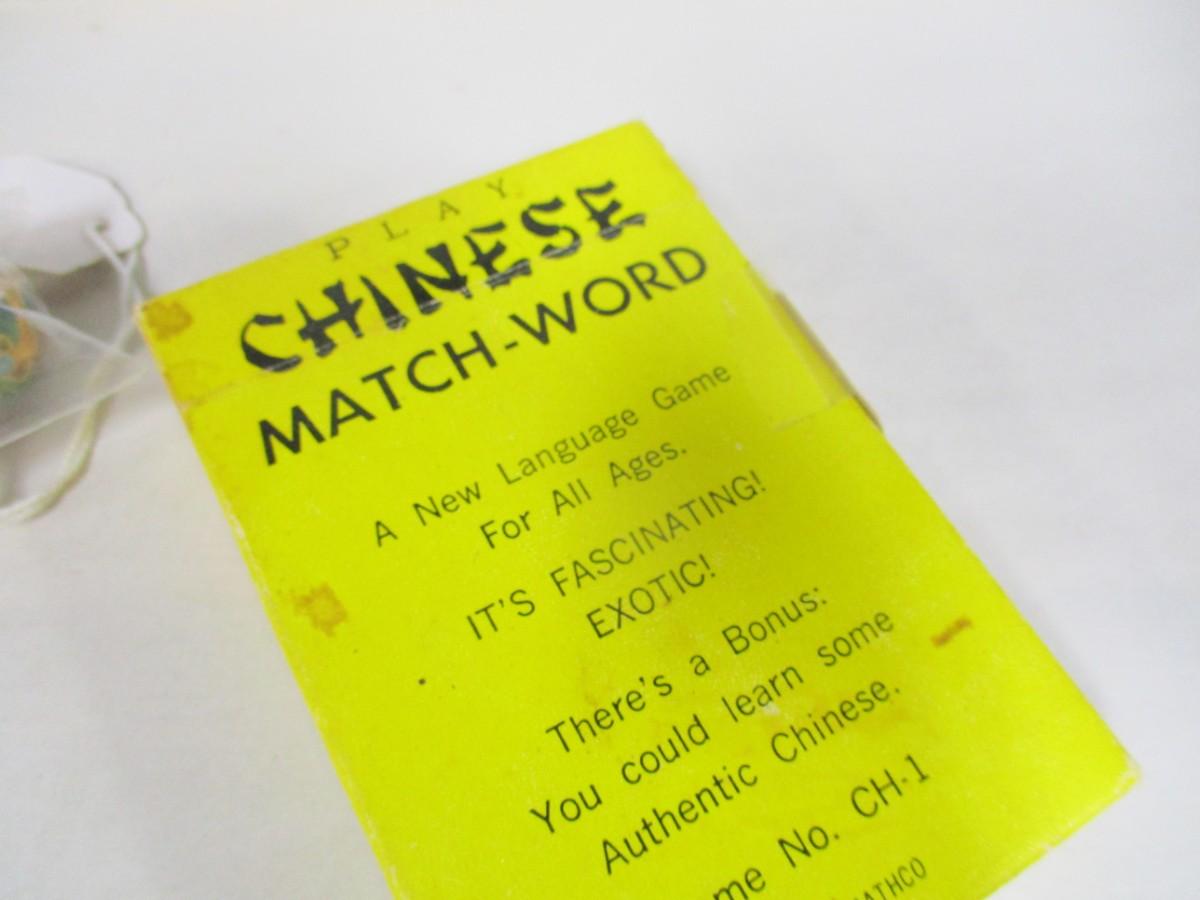 PLAY
CHINESE
MATCH-WORD
A New Language Game
For All Ages.
IT'S FASCINATING!
EXOTIC!
There's a Bonus:
You could learn some
Authentic Chinese.
No. CH-1